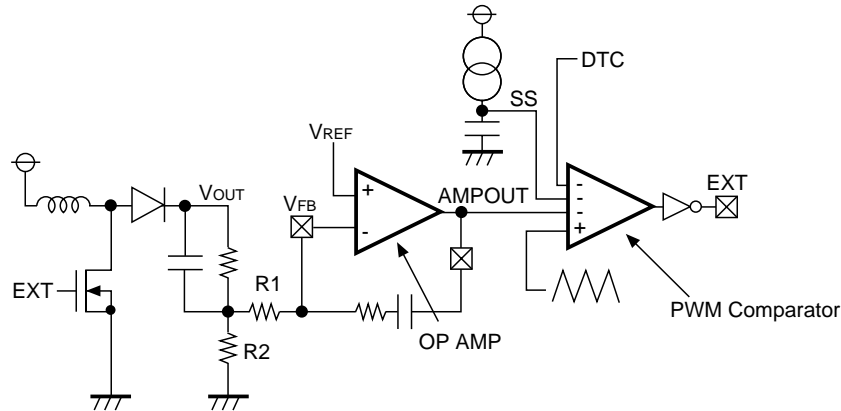 DTC
SS
VREF
EXT
VOUT
VFB
AMPOUT
+
-
-
-
-
+
EXT
R1
R2
OP AMP
PWM Comparator